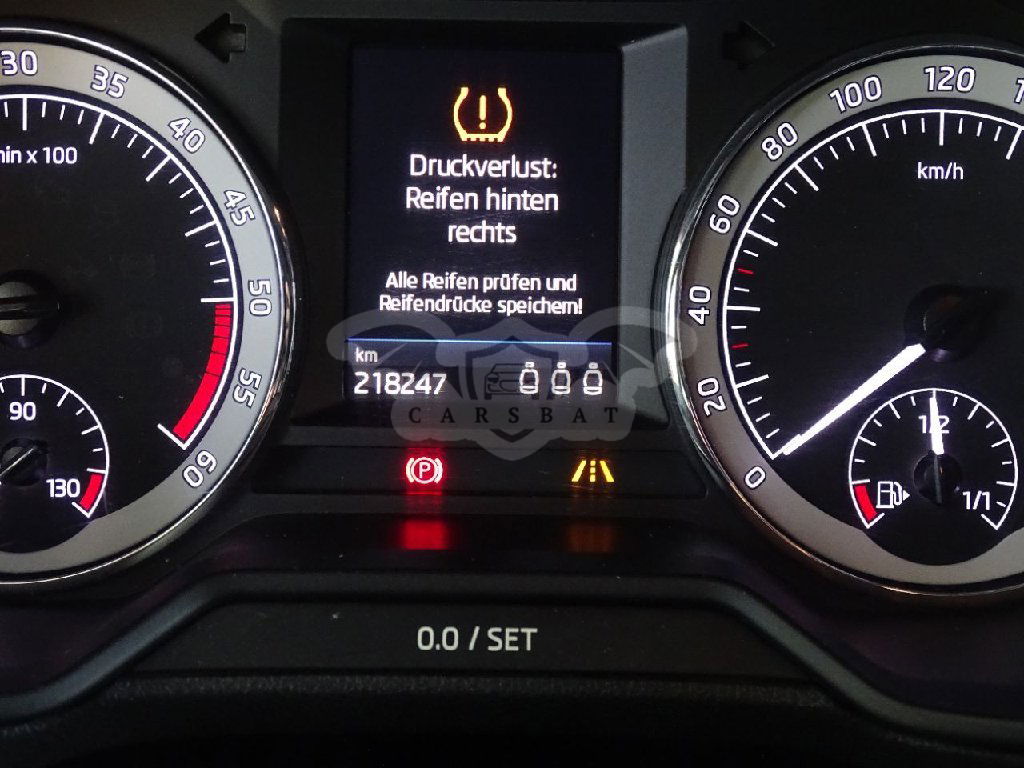 30
35
40
min x 100
45
50
55
60
90
130
Druckverlust:
Reifen hinten
rechts
Alle Reifen prüfen und
Reifendrücke speichern!
km
218247
CARSBAT
P
0.0 / SET
0
20
40
60
80
100
120
km/h
1/2
1/1